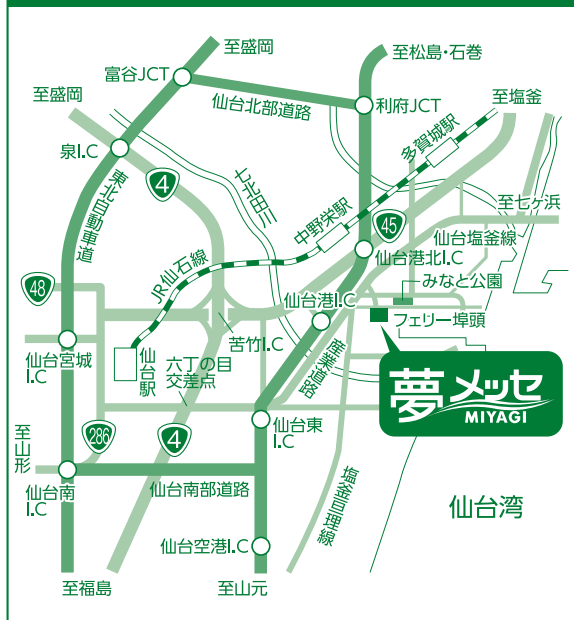 至盛岡
至松島・石巻
富谷JCT
至盛岡
仙台北部道路
利府JCT
至塩釜
多賀城駅
泉I.C
4
七北田川
東北自動車道
中野栄駅
45
至七ヶ浜
仙台塩釜線
仙台港北I.C
JR仙石線
みなと公園
48
仙台港I.C
フェリー埠頭
苦竹I.C
産業道路
仙台宮城
I.C
仙台駅
六丁の目
交差点
夢メッセ
MIYAGI
仙台東
I.C
286
4
至山形
仙台南
I.C
仙台南部道路
塩釜亘理線
仙台湾
仙台空港I.C
至福島
至山元